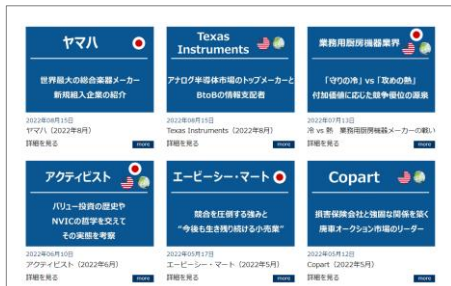 ヤマハ
世界最大の総合楽器メーカー
新規組入企業の紹介
2022年08月15日
ヤマハ（2022年8月）
詳細を見る
more
Texas
Instruments
アナログ半導体市場のトップメーカーと
BtoBの情報支配者
2022年08月15日
Texas Instruments（2022年8月）
詳細を見る
more
業務用厨房機器業界
「守りの冷」vs「攻めの熱」
付加価値に応じた競争優位の源泉
2022年07月13日
冷 vs 熱　業務用厨房機器メーカーの戦い
詳細を見る
more
アクティビスト
バリュー投資の歴史や
NVICの哲学を交えて
その実態を考察
2022年06月10日
アクティビスト（2022年6月）
詳細を見る
more
エービーシー・マート
競合を圧倒する強みと
“今後も生き残り続ける小売業”
2022年05月17日
エービーシー・マート（2022年5月）
詳細を見る
more
Copart
損害保険会社と強固な関係を築く
廃車オークション市場のリーダー
2022年05月12日
Copart（2022年5月）
詳細を見る
more